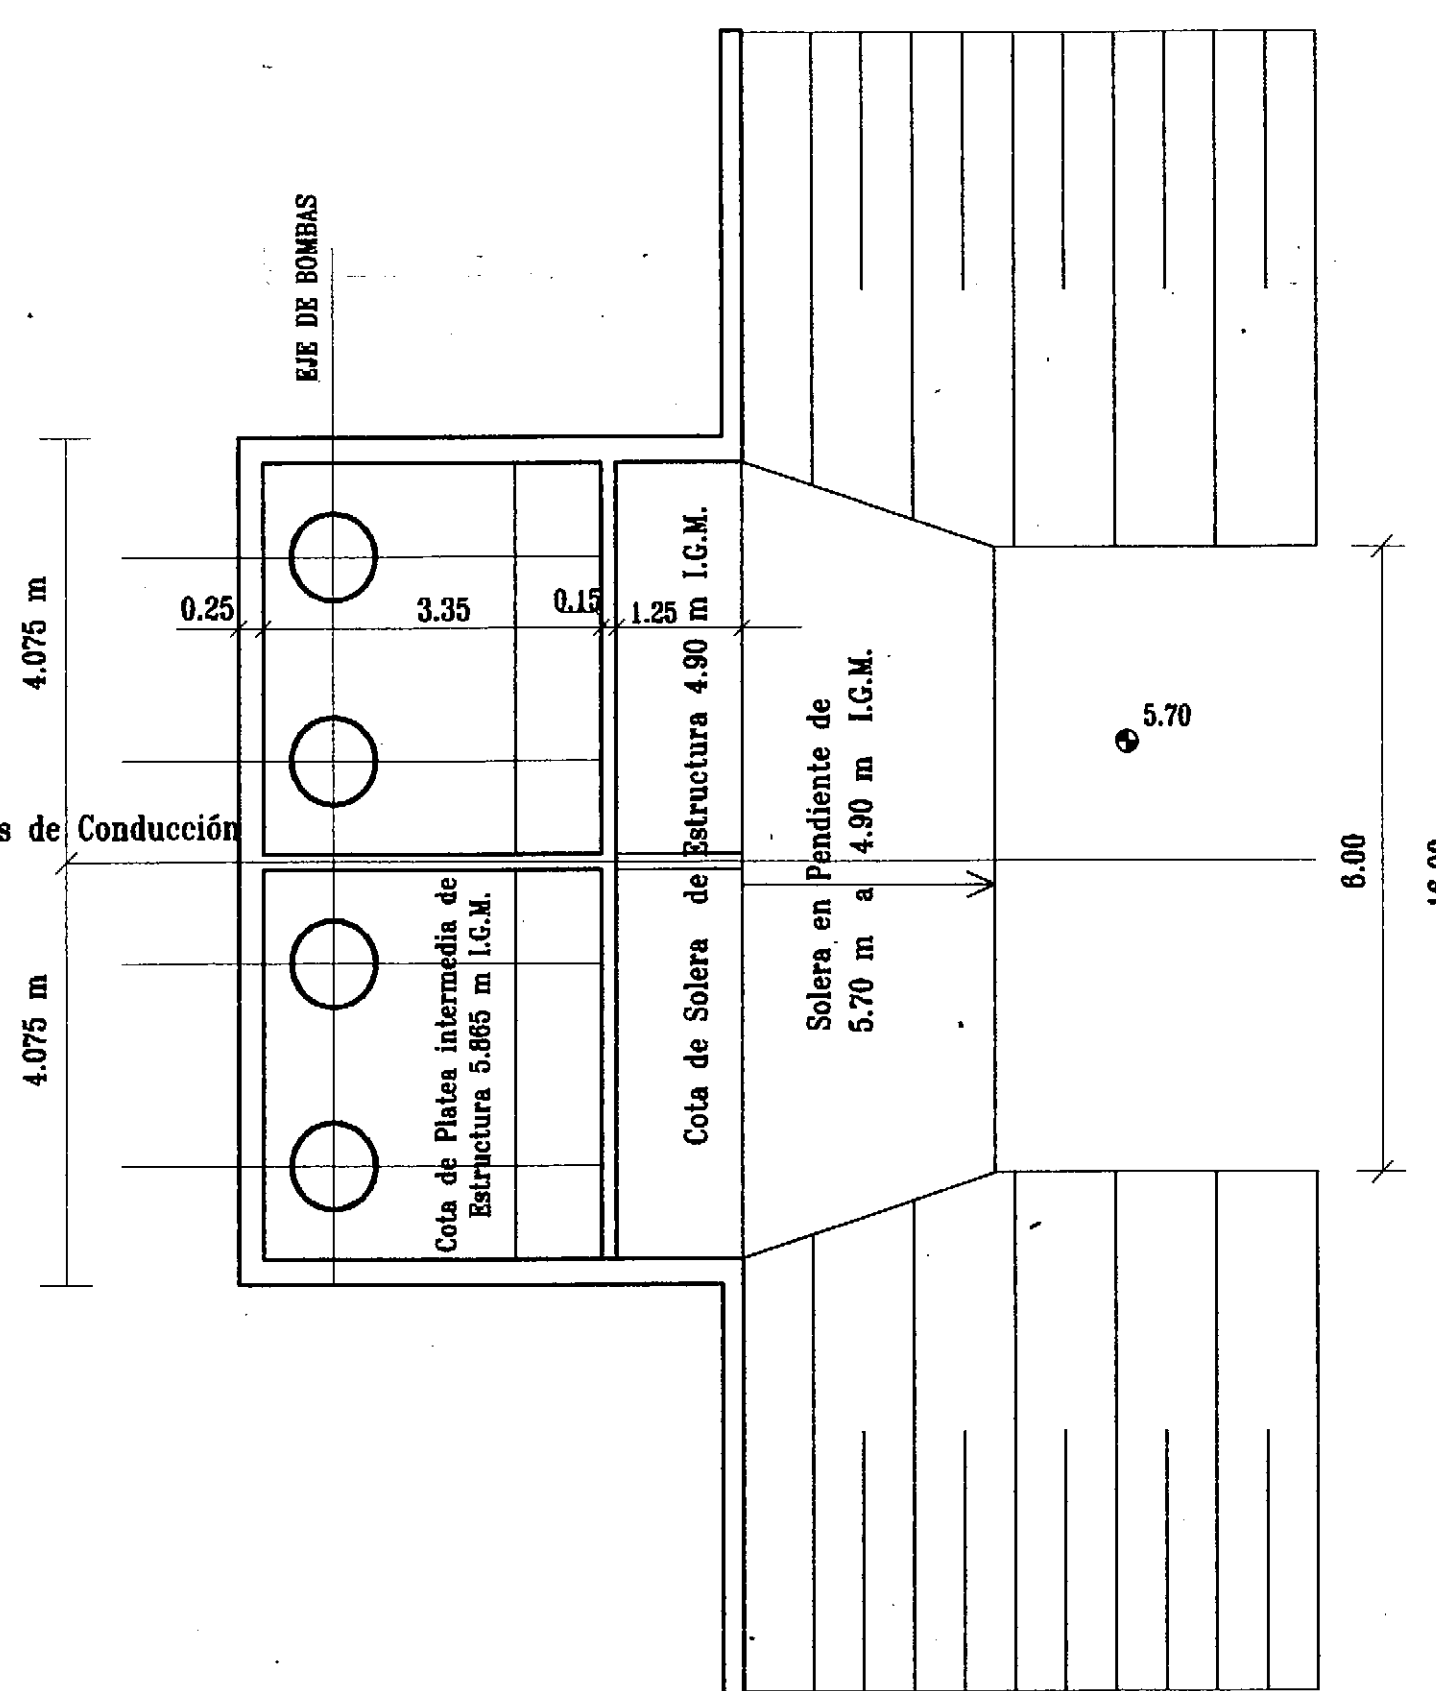 EJE DE BOMBAS
4.075 m
0.25
3.35
0.15
1.25
Cota de Solera de Estructura 4.90 m I.G.M.
Solera en Pendiente de
5.70 m a 4.90 m I.G.M.
5.70
de Conducción
6.00
4.075 m
Cota de Platea intermedia de
Estructura 5.865 m I.G.M.